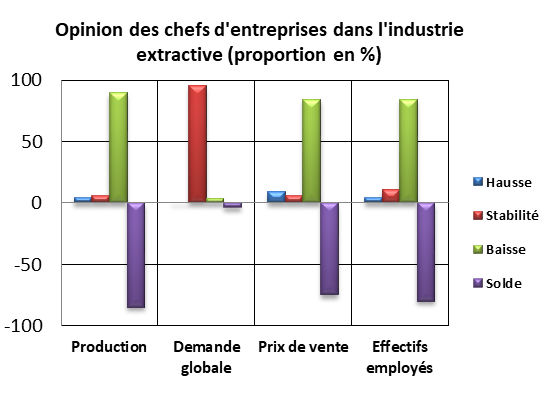 Opinion des chefs d'entreprises dans l'industrie
extractive (proportion en %)
100
50
0
-50
-100
Production
Demande
globale
Prix de vente
Effectifs
employés
Hausse
Stabilité
Baisse
Solde